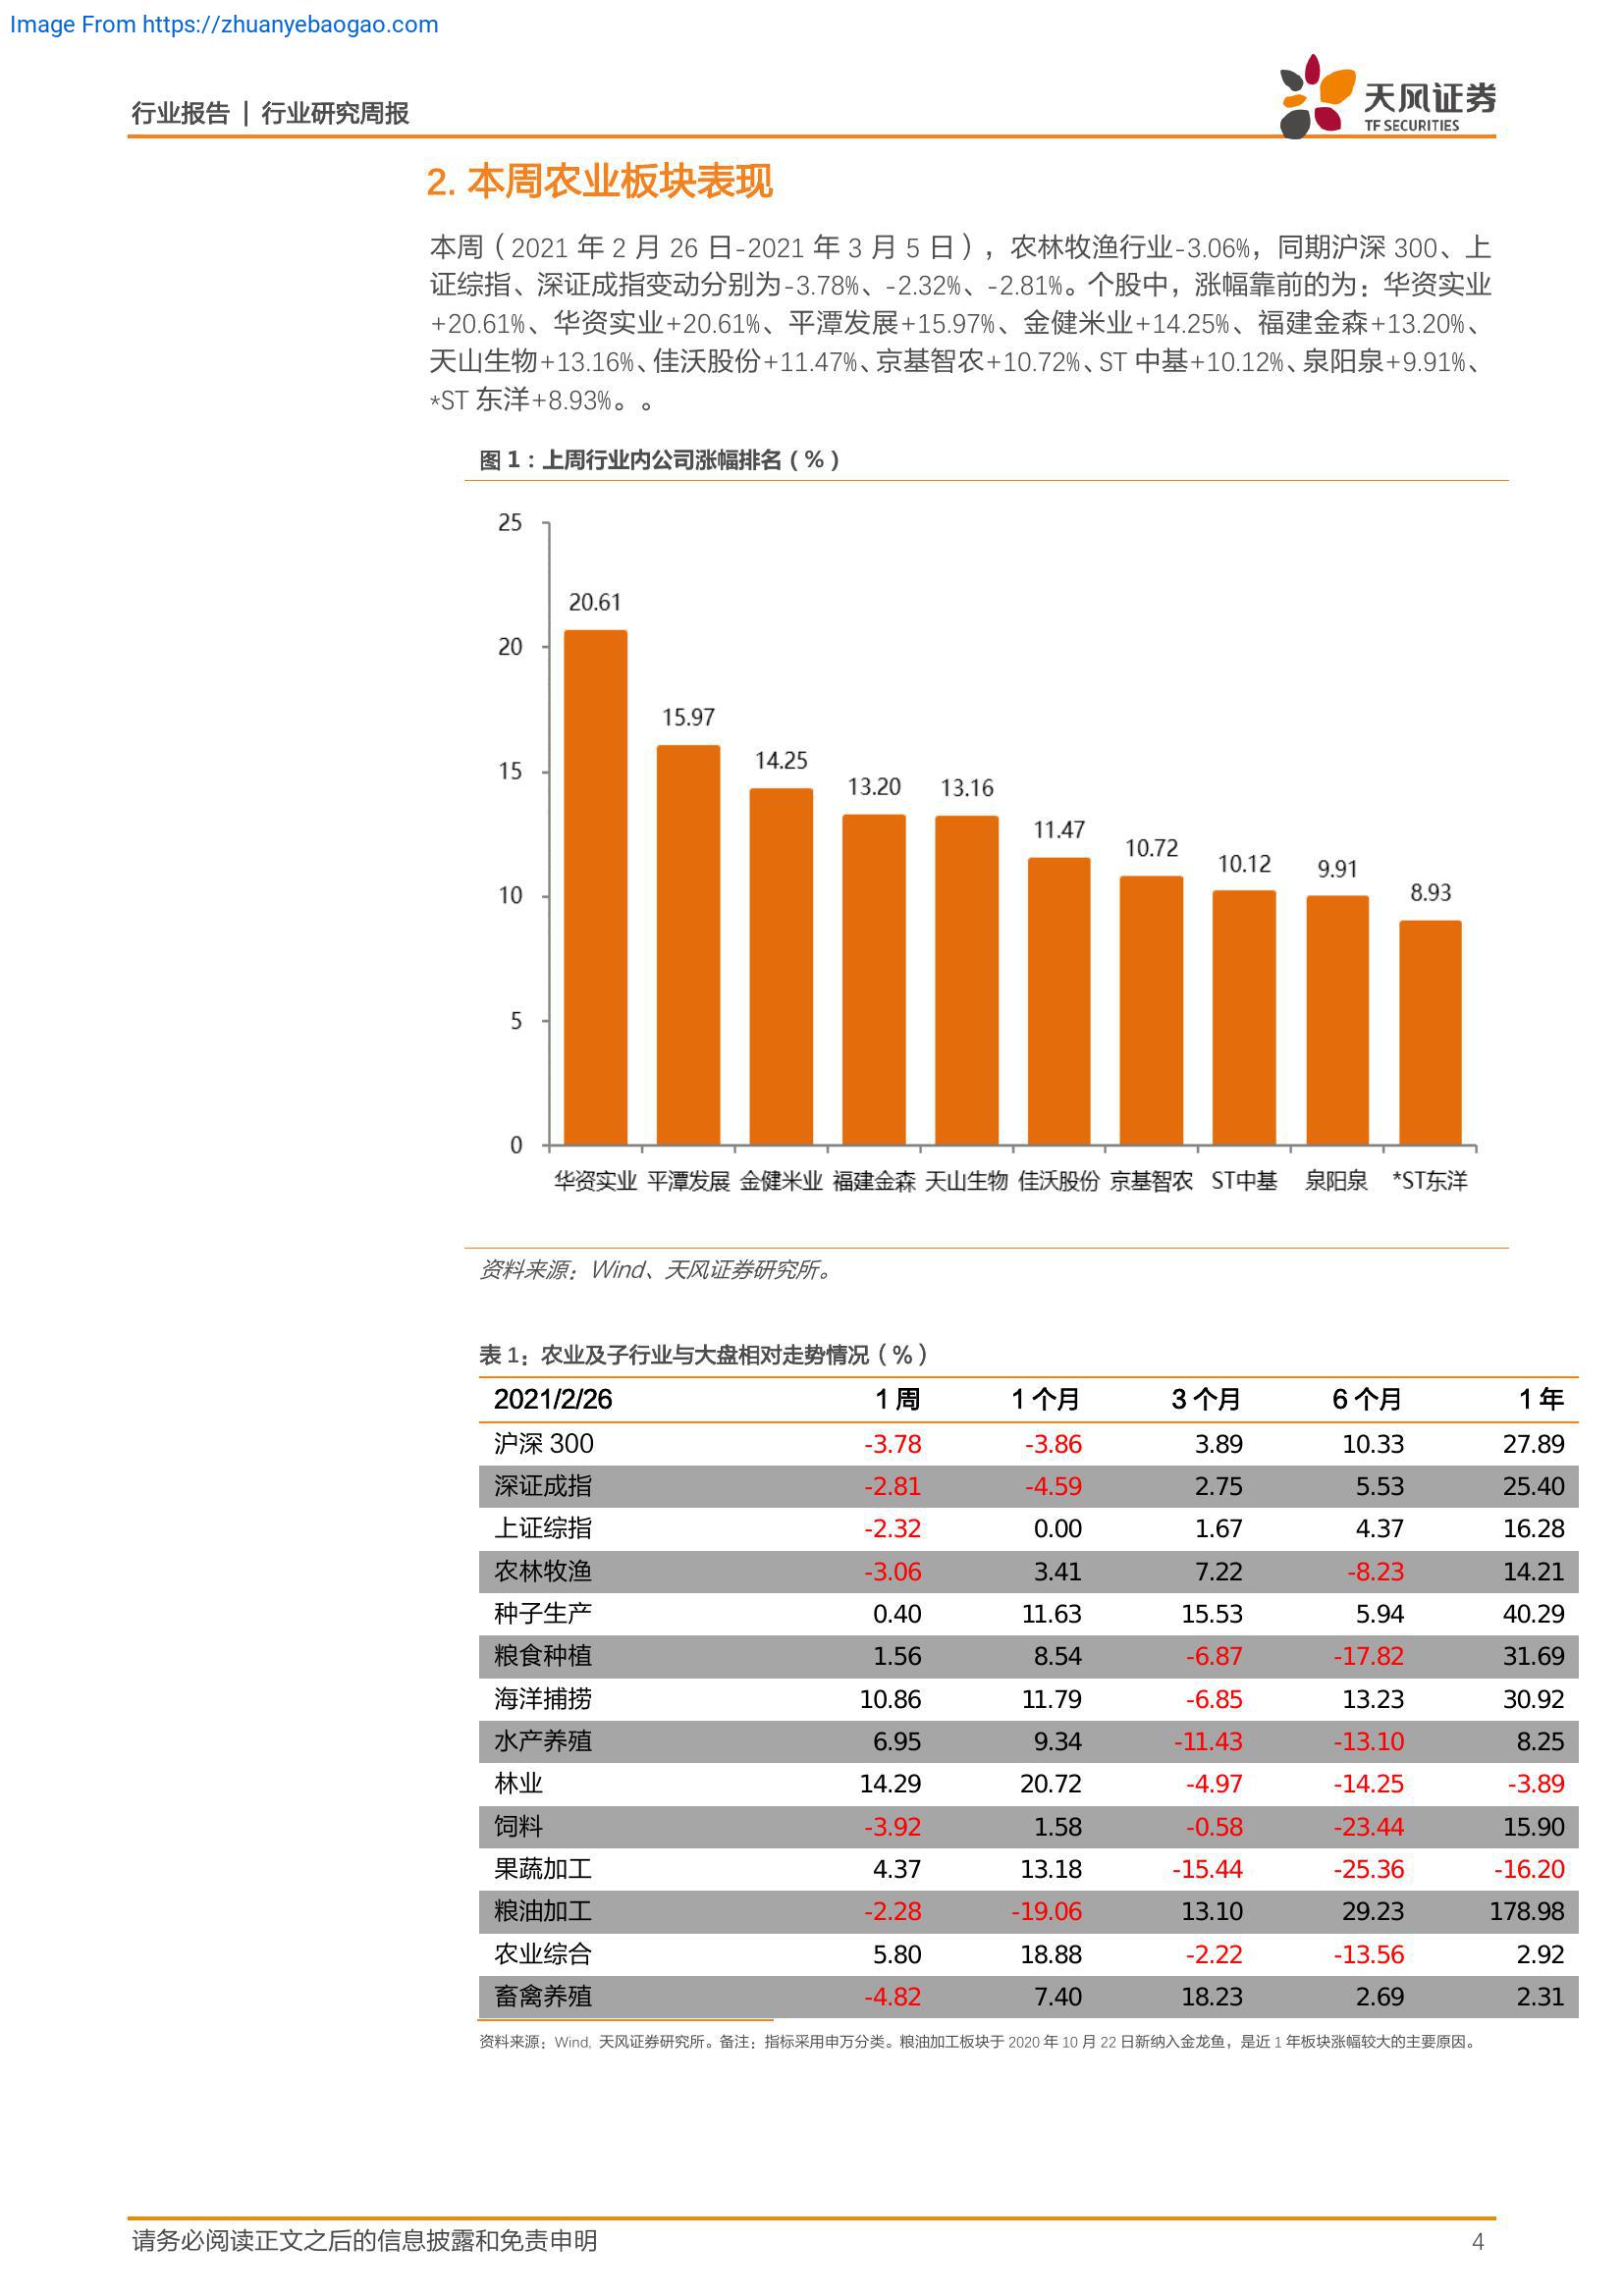 Image From https://zhuanyebaogao.com
行业报告 | 行业研究周报
天风证券
TF SECURITIES
2. 本周农业板块表现
本周（2021 年 2 月 26 日-2021 年 3 月 5 日），农林牧渔行业-3.06%，同期沪深 300、上
证综指、深证成指变动分别为-3.78%、-2.32%、-2.81%。个股中，涨幅靠前的为：华资实业
+20.61%、华资实业+20.61%、平潭发展+15.97%、金健米业+14.25%、福建金森+13.20%、
天山生物+13.16%、佳沃股份+11.47%、京基智农+10.72%、ST 中基+10.12%、泉阳泉+9.91%、
*ST 东洋+8.93%。。
图 1：上周行业内公司涨幅排名（%）
25
20
15
10
5
0
20.61
15.97
14.25
13.20
13.16
11.47
10.72
10.12
9.91
8.93
华资实业 平潭发展 金健米业 福建金森 天山生物 佳沃股份 京基智农 ST中基 泉阳泉 *ST东洋
资料来源：Wind、天风证券研究所。
表 1：农业及子行业与大盘相对走势情况（%）
2021/2/26 1 周 1 个月 3 个月 6 个月 1 年
沪深 300 -3.78 -3.86 3.89 10.33 27.89
深证成指 -2.81 -4.59 2.75 5.53 25.40
上证综指 -2.32 0.00 1.67 4.37 16.28
农林牧渔 -3.06 3.41 7.22 -8.23 14.21
种子生产 0.40 11.63 15.53 5.94 40.29
粮食种植 1.56 8.54 -6.87 -17.82 31.69
海洋捕捞 10.86 11.79 -6.85 13.23 30.92
水产养殖 6.95 9.34 -11.43 -13.10 8.25
林业 14.29 20.72 -4.97 -14.25 -3.89
饲料 -3.92 1.58 -0.58 -23.44 15.90
果蔬加工 4.37 13.18 -15.44 -25.36 -16.20
粮油加工 -2.28 -19.06 13.10 29.23 178.98
农业综合 5.80 18.88 -2.22 -13.56 2.92
畜禽养殖 -4.82 7.40 18.23 2.69 2.31
资料来源：Wind, 天风证券研究所。备注：指标采用申万分类。粮油加工板块于 2020 年 10 月 22 日新纳入金龙鱼，是近 1 年板块涨幅较大的主要原因。
请务必阅读正文之后的信息披露和免责申明
4